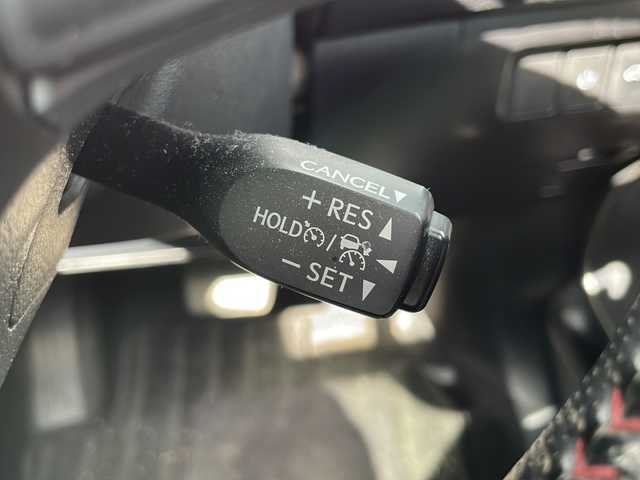 CANCEL
+ RES
HOLD /
− SET